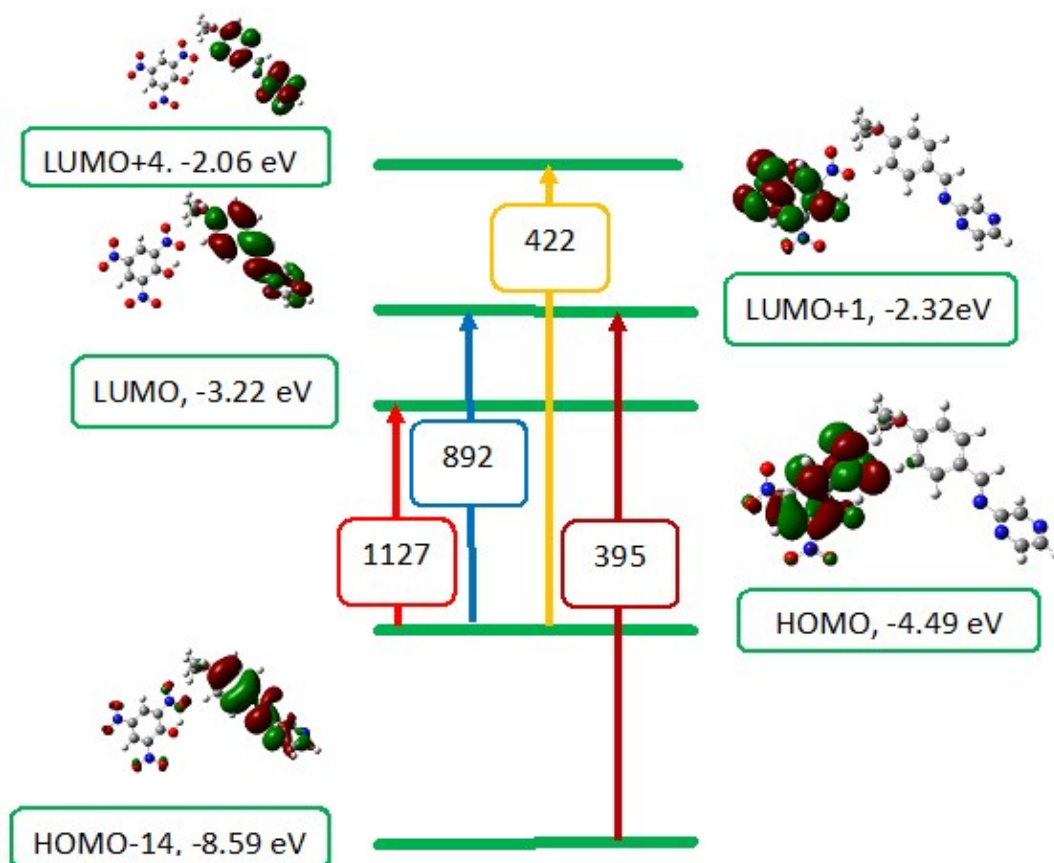 LUMO+4. -2.06 eV
422
LUMO+1, -2.32eV
LUMO, -3.22 eV
892
1127
395
HOMO, -4.49 eV
HOMO-14, -8.59 eV